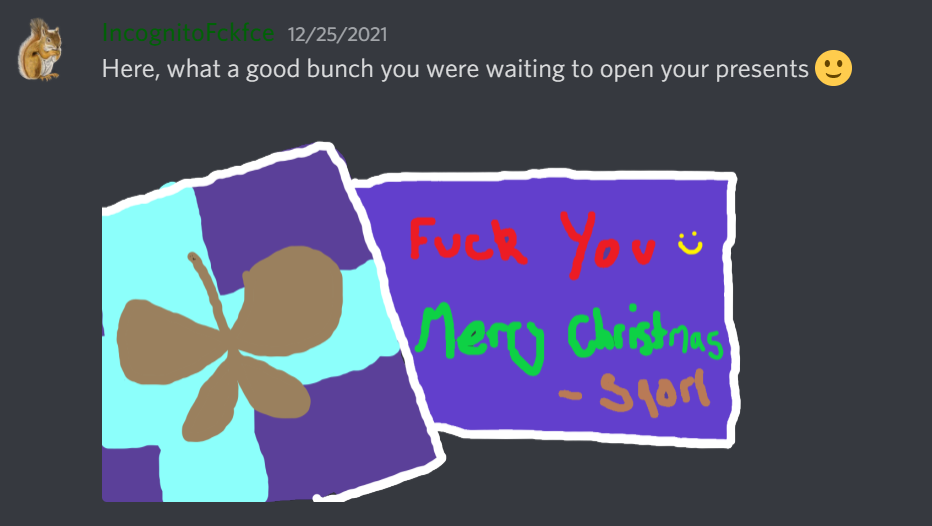 IncognitoFckfce 12/25/2021
Here, what a good bunch you were waiting to open your presents
Fuck You
Merry Christmas
- Sqorl